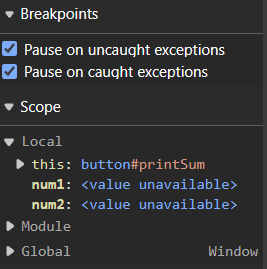 Breakpoints
Pause on uncaught exceptions
Pause on caught exceptions
Scope
Local
this: button#printSum
num1: <value unavailable>
num2: <value unavailable>
Module
Global Window